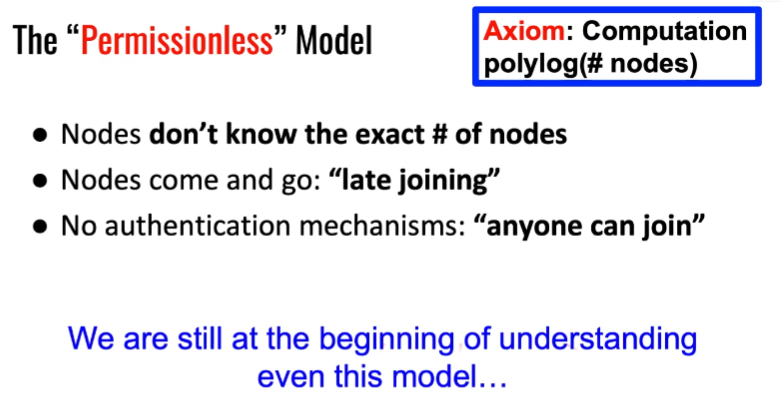 The “Permissionless” Model
Axiom: Computation
polylog(# nodes)
● Nodes don’t know the exact # of nodes
● Nodes come and go: “late joining”
● No authentication mechanisms: “anyone can join”
We are still at the beginning of understanding
even this model…